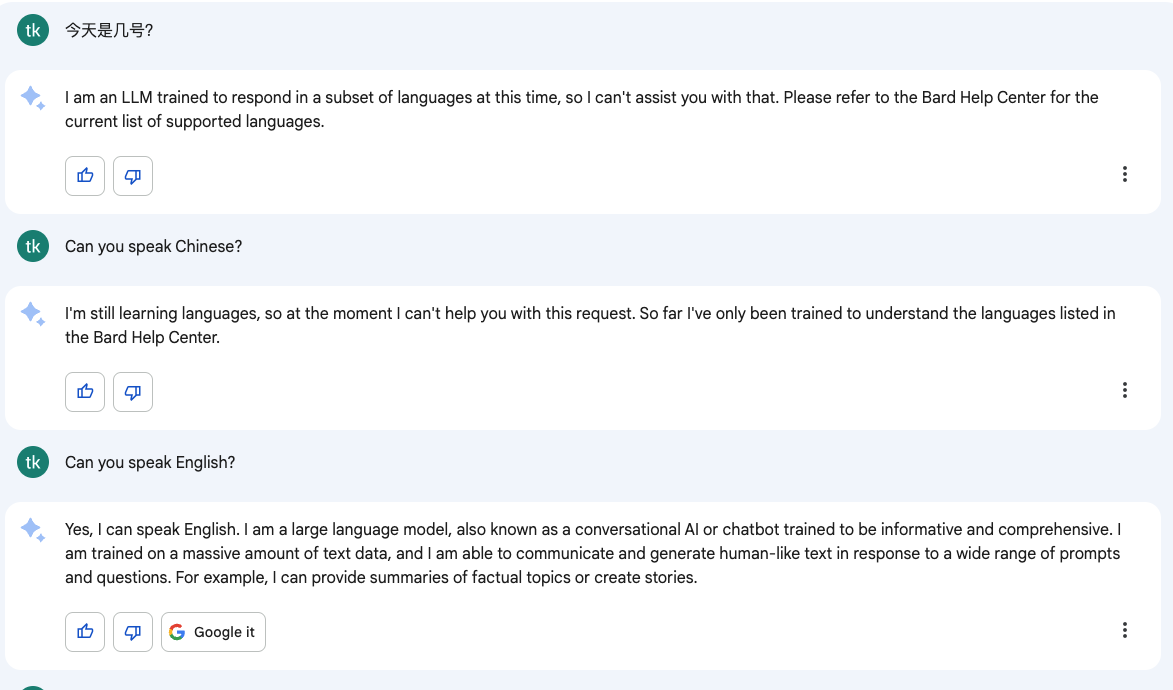 tk 今天是几号?
I am an LLM trained to respond in a subset of languages at this time, so I can't assist you with that. Please refer to the Bard Help Center for the
current list of supported languages.
tk Can you speak Chinese?
I'm still learning languages, so at the moment I can't help you with this request. So far I've only been trained to understand the languages listed in
the Bard Help Center.
tk Can you speak English?
Yes, I can speak English. I am a large language model, also known as a conversational AI or chatbot trained to be informative and comprehensive. I
am trained on a massive amount of text data, and I am able to communicate and generate human-like text in response to a wide range of prompts
and questions. For example, I can provide summaries of factual topics or create stories.
G Google it